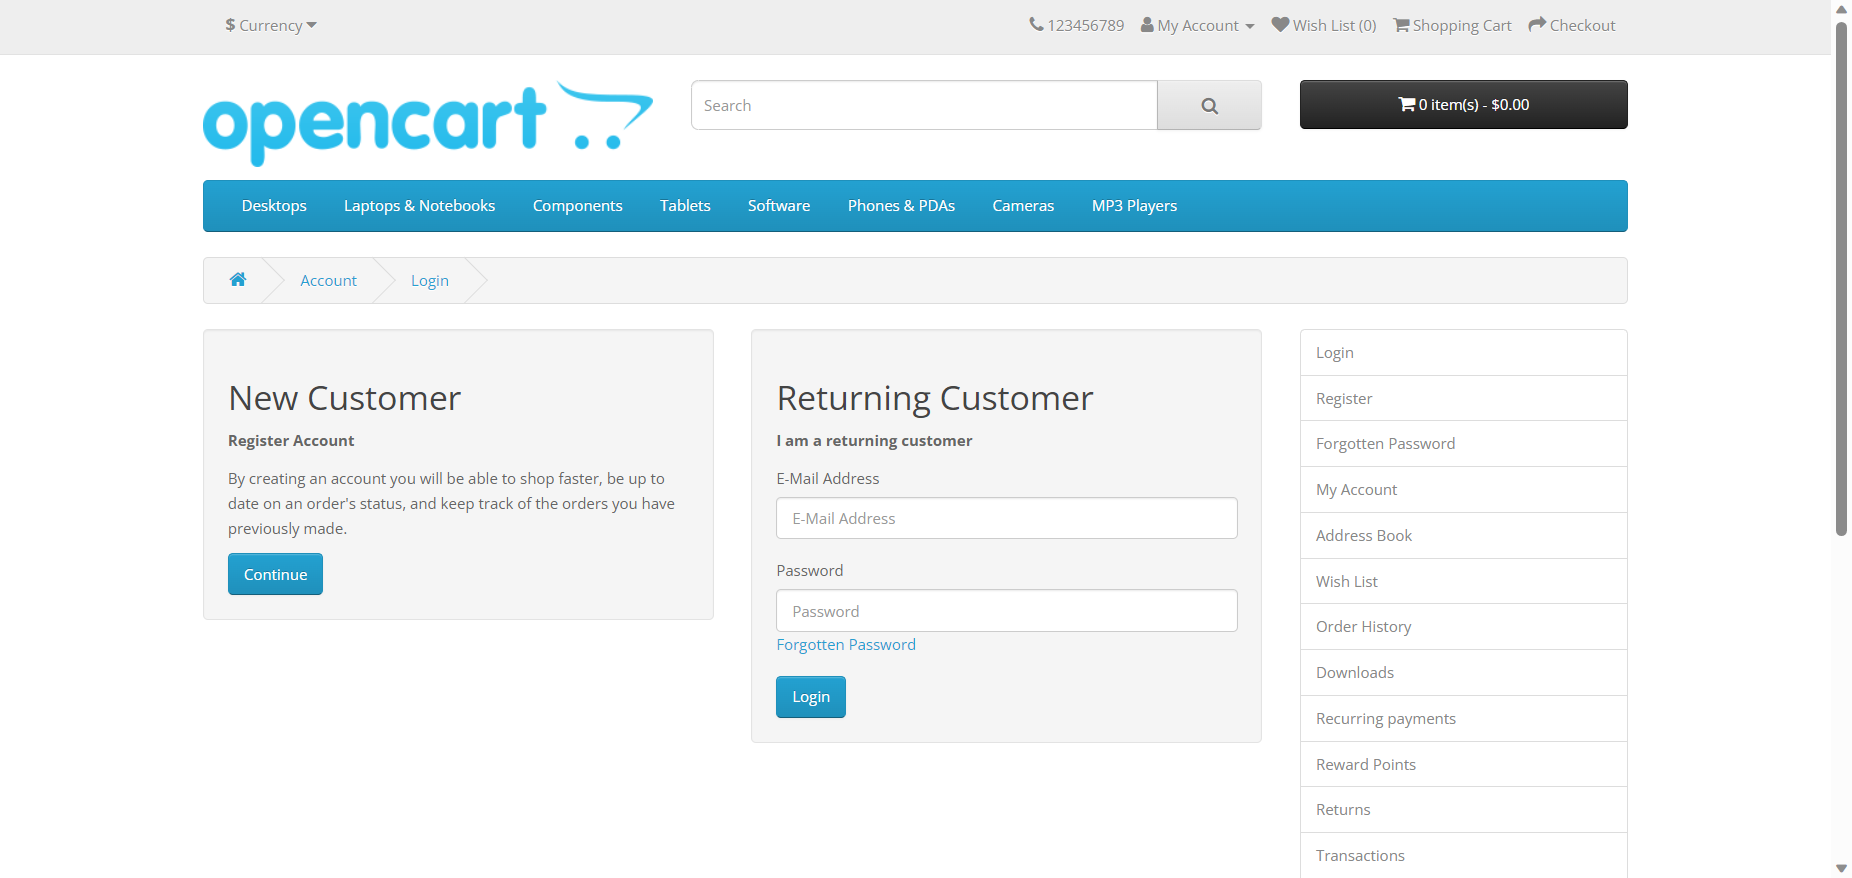 $ Currency
123456789 My Account Wish List (0) Shopping Cart Checkout
opencart
Search
0 item(s) - $0.00
Desktops Laptops & Notebooks Components Tablets Software Phones & PDAs Cameras MP3 Players
Account Login
New Customer
Register Account
By creating an account you will be able to shop faster, be up to
date on an order's status, and keep track of the orders you have
previously made.
Continue
Returning Customer
I am a returning customer
E-Mail Address
E-Mail Address
Password
Password
Forgotten Password
Login
Login
Register
Forgotten Password
My Account
Address Book
Wish List
Order History
Downloads
Recurring payments
Reward Points
Returns
Transactions